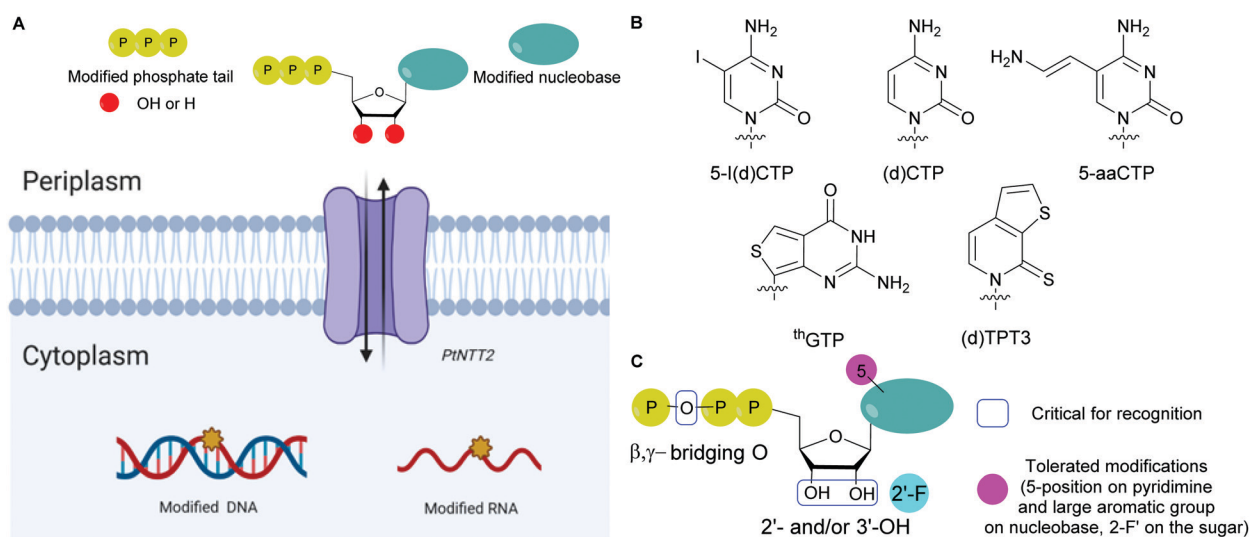 A
P P P
Modified phosphate tail
OH or H
P P P
O
Modified nucleobase
Periplasm
Cytoplasm
PtNTT2
Modified DNA
Modified RNA
B
NH2
I
N
N
O
5-I(d)CTP
NH2
N
N
O
(d)CTP
NH2
H2N
N
N
O
5-aaCTP
O
S
NH
N
NH2
thGTP
S
N
S
(d)TPT3
C
5
P O P P
β,γ– bridging O
O
OH OH
2'-F
2'- and/or 3'-OH
Critical for recognition
Tolerated modifications
(5-position on pyridimine
and large aromatic group
on nucleobase, 2-F' on the sugar)